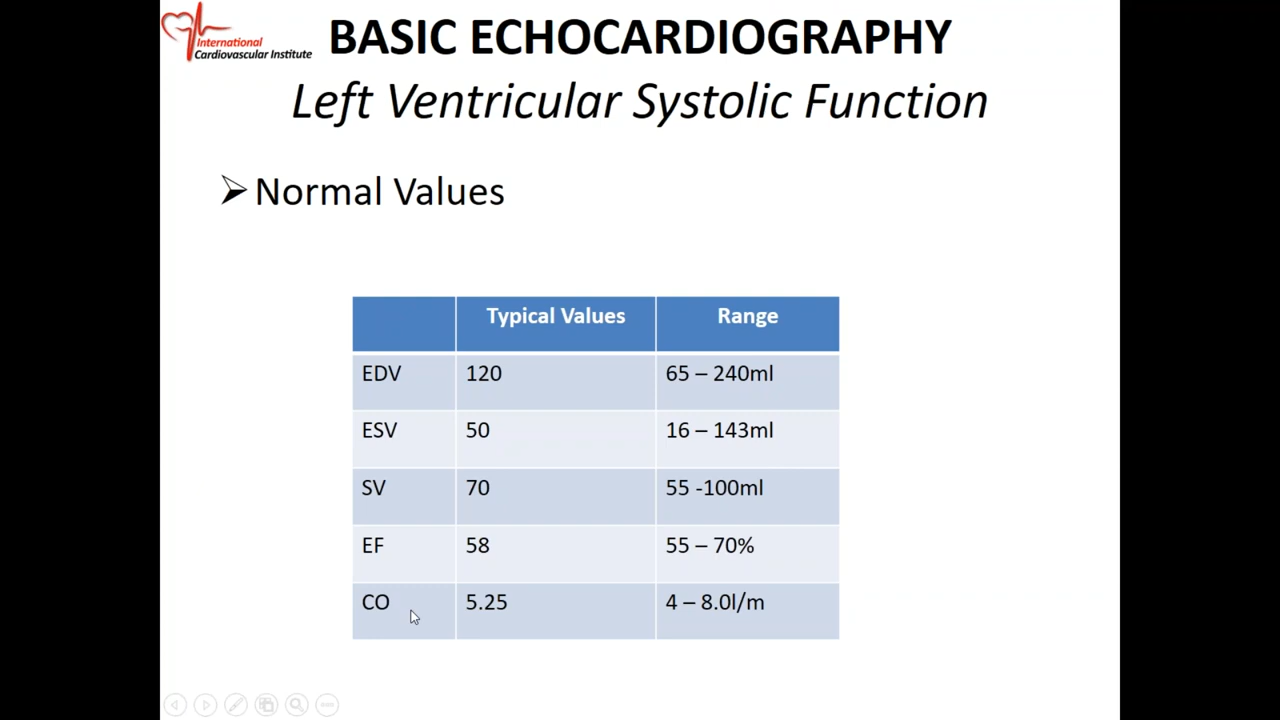 International
Cardiovascular Institute
BASIC ECHOCARDIOGRAPHY
Left Ventricular Systolic Function
Normal Values
Typical Values Range
EDV 120 65 – 240ml
ESV 50 16 – 143ml
SV 70 55 -100ml
EF 58 55 – 70%
CO 5.25 4 – 8.0l/m